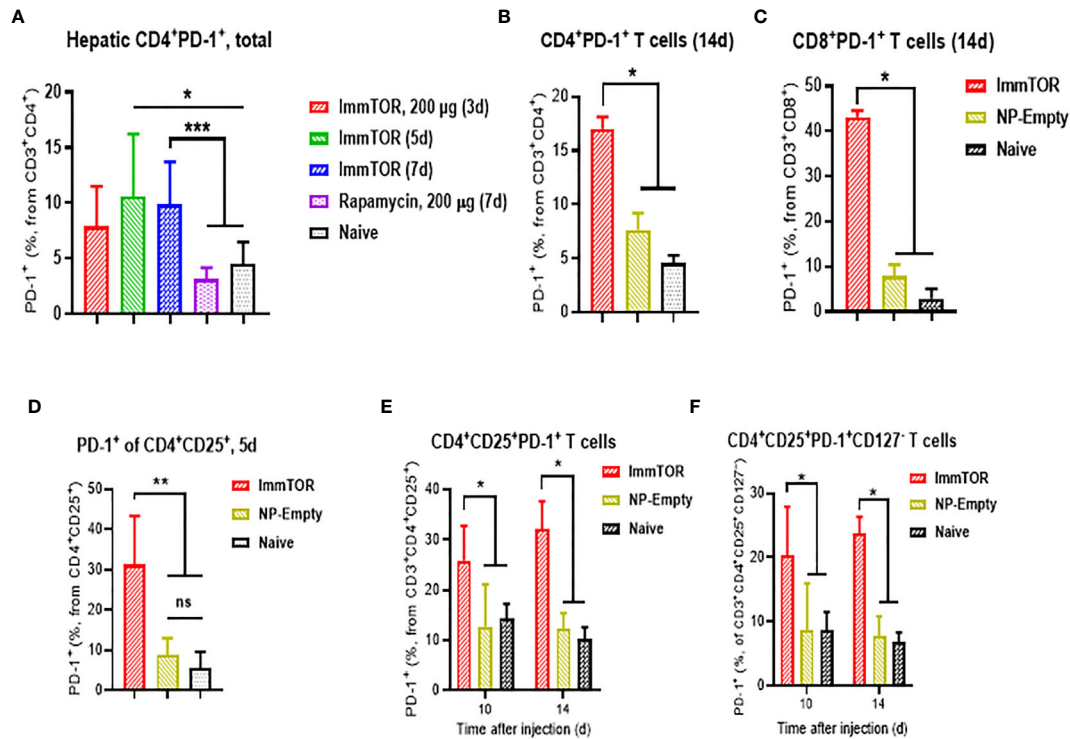 A
Hepatic CD4⁺PD-1⁺, total
PD-1⁺ (%, from CD3⁺CD4⁺)
20
15
10
5
0
*
***
ImmTOR, 200 µg (3d)
ImmTOR (5d)
ImmTOR (7d)
Rapamycin, 200 µg (7d)
Naive
B
CD4⁺PD-1⁺ T cells (14d)
PD-1⁺ (%, from CD3⁺CD4⁺)
20
15
10
5
0
*
C
CD8⁺PD-1⁺ T cells (14d)
PD-1⁺ (%, from CD3⁺CD8⁺)
50
40
30
20
10
0
*
ImmTOR
NP-Empty
Naive
D
PD-1⁺ of CD4⁺CD25⁺, 5d
PD-1⁺ (%, from CD4⁺CD25⁺)
50
40
30
20
10
0
**
ns
ImmTOR
NP-Empty
Naive
E
CD4⁺CD25⁺PD-1⁺ T cells
PD-1⁺ (%, from CD3⁺CD4⁺CD25⁺)
40
30
20
10
0
*
*
10
14
Time after injection (d)
ImmTOR
NP-Empty
Naive
F
CD4⁺CD25⁺PD-1⁺CD127⁻ T cells
PD-1⁺ (%, of CD3⁺CD4⁺CD25⁺CD127⁻)
30
20
10
0
*
*
10
14
Time after injection (d)
ImmTOR
NP-Empty
Naive